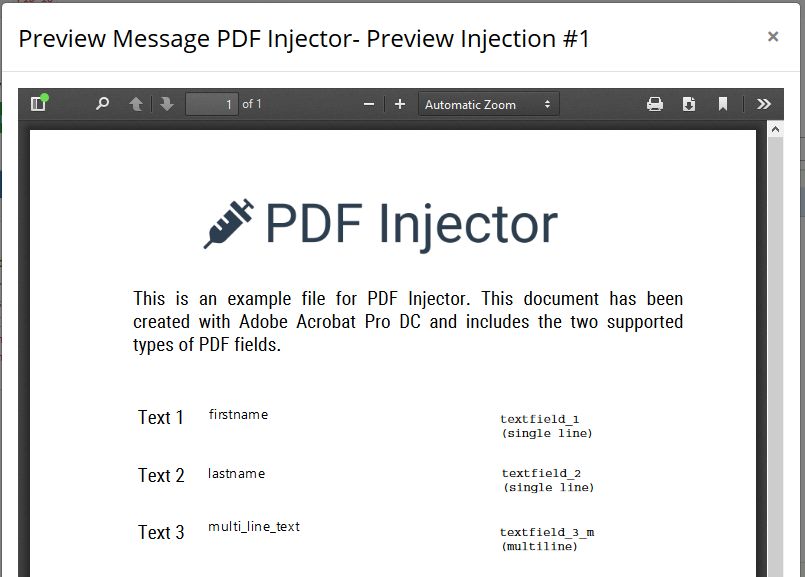 Preview Message PDF Injector- Preview Injection #1
×
1 of 1
Automatic Zoom
PDF Injector
This is an example file for PDF Injector. This document has been
created with Adobe Acrobat Pro DC and includes the two supported
types of PDF fields.
Text 1 firstname textfield_1
(single line)
Text 2 lastname textfield_2
(single line)
Text 3 multi_line_text textfield_3_m
(multiline)